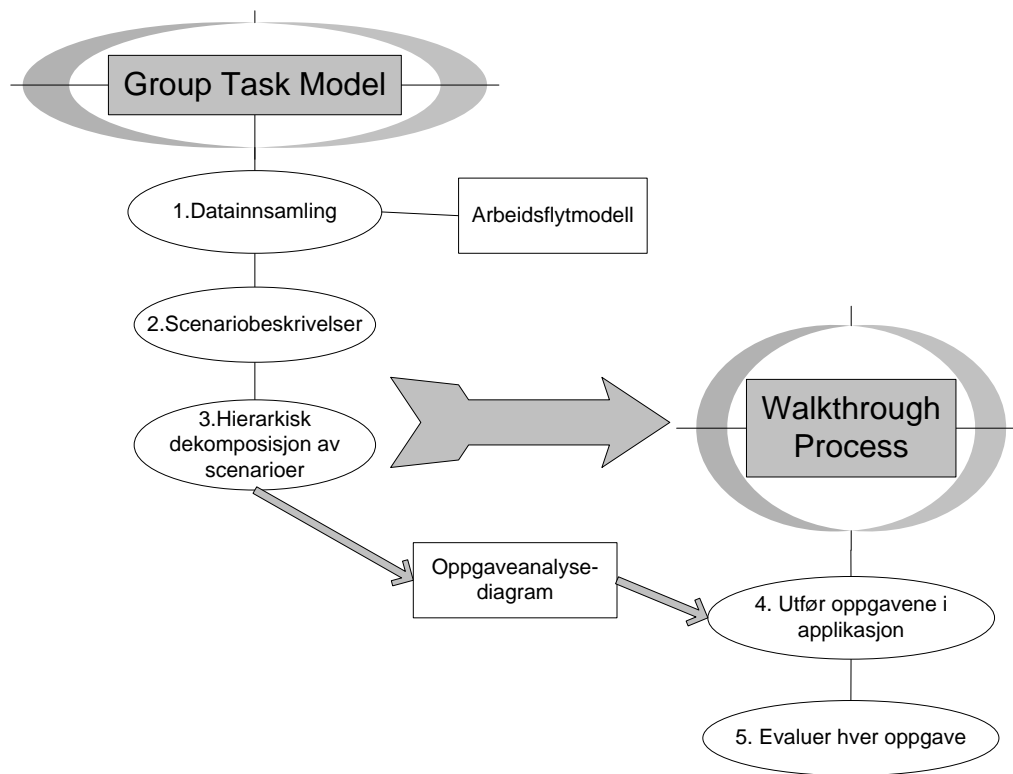 Group Task Model
1.Datainnsamling
Arbeidsflytmodell
2.Scenariobeskrivelser
3.Hierarkisk
dekomposisjon av
scenarioer
Walkthrough
Process
Oppgaveanalyse-
diagram
4. Utfør oppgavene i
applikasjon
5. Evaluer hver oppgave